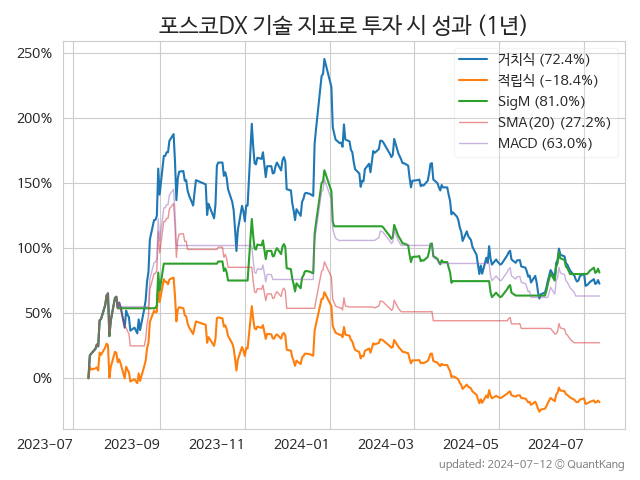 포스코DX 기술 지표로 투자 시 성과 (1년)
250%
200%
150%
100%
50%
0%
거치식 (72.4%)
적립식 (-18.4%)
SigM (81.0%)
SMA(20) (27.2%)
MACD (63.0%)
2023-07 2023-09 2023-11 2024-01 2024-03 2024-05 2024-07
updated: 2024-07-12 ⓒ QuantKang